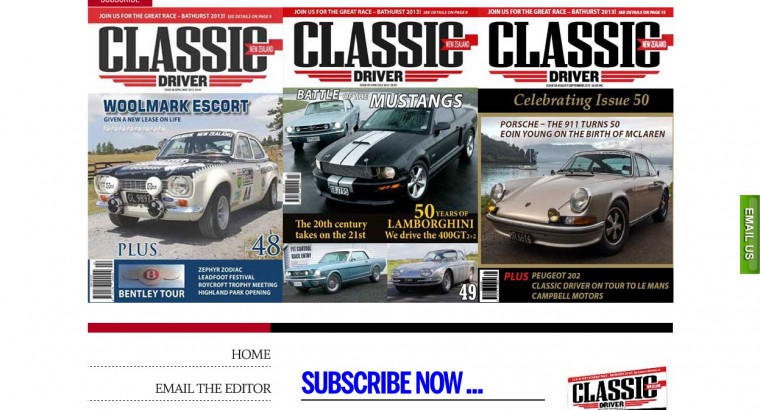 SUBSCRIBE
JOIN US FOR THE GREAT RACE – BATHURST 2013! SEE DETAILS ON PAGE 9
CLASSIC
NEW ZEALAND
DRIVER
WOOLMARK ESCORT
GIVEN A NEW LEASE ON LIFE
PLUS
48
BENTLEY TOUR
ZEPHYR ZODIAC
LEADFOOT FESTIVAL
ROYCROFT TROPHY MEETING
HIGHLAND PARK OPENING
JOIN US FOR THE GREAT RACE – BATHURST 2013! SEE DETAILS ON PAGE 9
CLASSIC
NEW ZEALAND
DRIVER
BATTLE OF THE MUSTANGS
The 20th century
takes on the 21st
50 YEARS OF
LAMBORGHINI
We drive the 400GT2+2
PIT CONTROL
RACE ENTRY
49
JOIN US FOR THE GREAT RACE – BATHURST 2013! SEE DETAILS ON PAGE 15
CLASSIC
NEW ZEALAND
DRIVER
Celebrating Issue 50
PORSCHE – THE 911 TURNS 50
EOIN YOUNG ON THE BIRTH OF MCLAREN
PLUS PEUGEOT 202
CLASSIC DRIVER ON TOUR TO LE MANS
CAMPBELL MOTORS
EMAIL US
HOME
EMAIL THE EDITOR
SUBSCRIBE NOW ...
CLASSIC
DRIVER